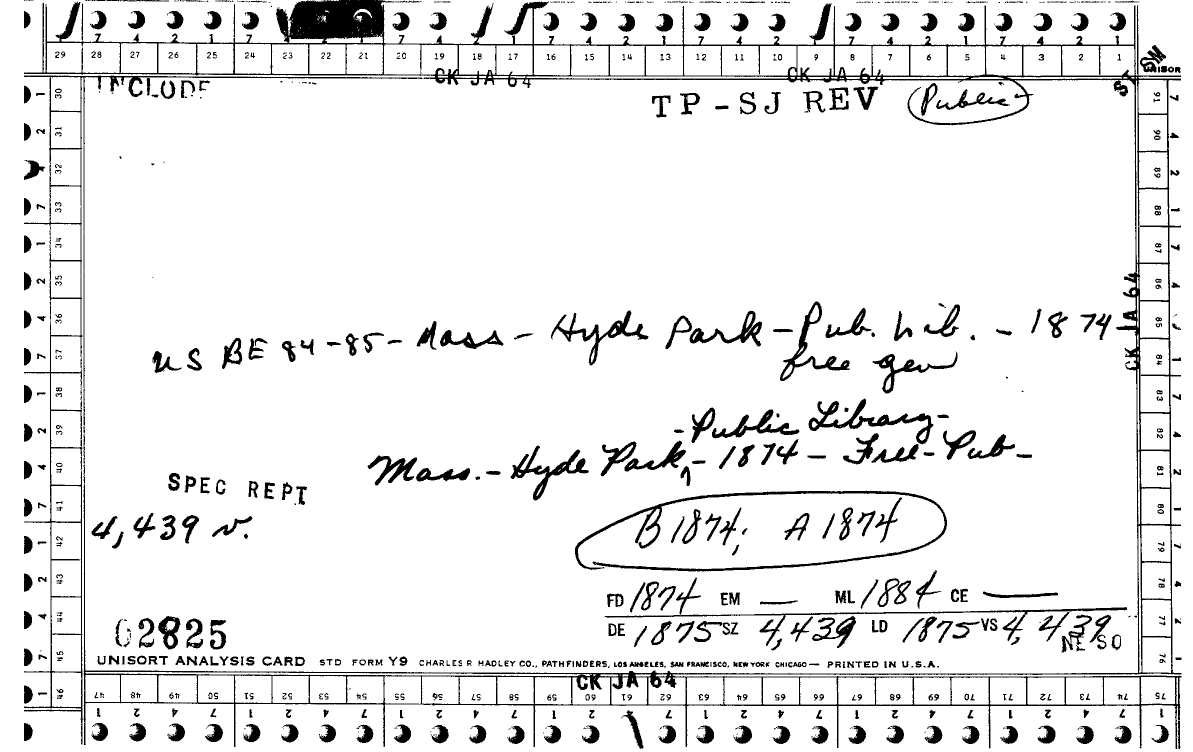 7 4 2 1 7 4 2 1 7 4 2 1 7 4 2 1 7 4 2 1 7 4 2 1
29 28 27 26 25 24 23 22 21 20 19 18 17 16 15 14 13 12 11 10 9 8 7 6 5 4 3 2 1
CK JA 64 CK JA 64
ST SM
UNISOR
INCLUDE
TP-SJ REV Public
US BE 84-85-Mass-Hyde Park-Pub. Lib. - 1874-
free gen
-Public Library-
Mass.-Hyde Park,-1874-Free-Pub-
SPEC REPT
4,439 v.
B 1874; A 1874
FD 1874 EM — ML 1884 CE —
DE 1875 SZ 4,439 LD 1875 VS 4,439
NE SO
02825
UNISORT ANALYSIS CARD STD FORM Y9 CHARLES R HADLEY CO., PATHFINDERS, LOS ANGELES, SAN FRANCISCO, NEW YORK CHICAGO — PRINTED IN U.S.A.
CK JA 64
46 47 48 49 50 51 52 53 54 55 56 57 58 59 60 61 62 63 64 65 66 67 68 69 70 71 72 73 74 75
1 2 4 7 1 2 4 7 1 2 4 7 1 2 4 7 1 2 4 7 1 2 4 7 1 2 4 7
30 31 32 33 34 35 36 37 38 39 40 41 42 43 44 45
91 90 89 88 87 86 85 84 83 82 81 80 79 78 77 76
CK JA 64